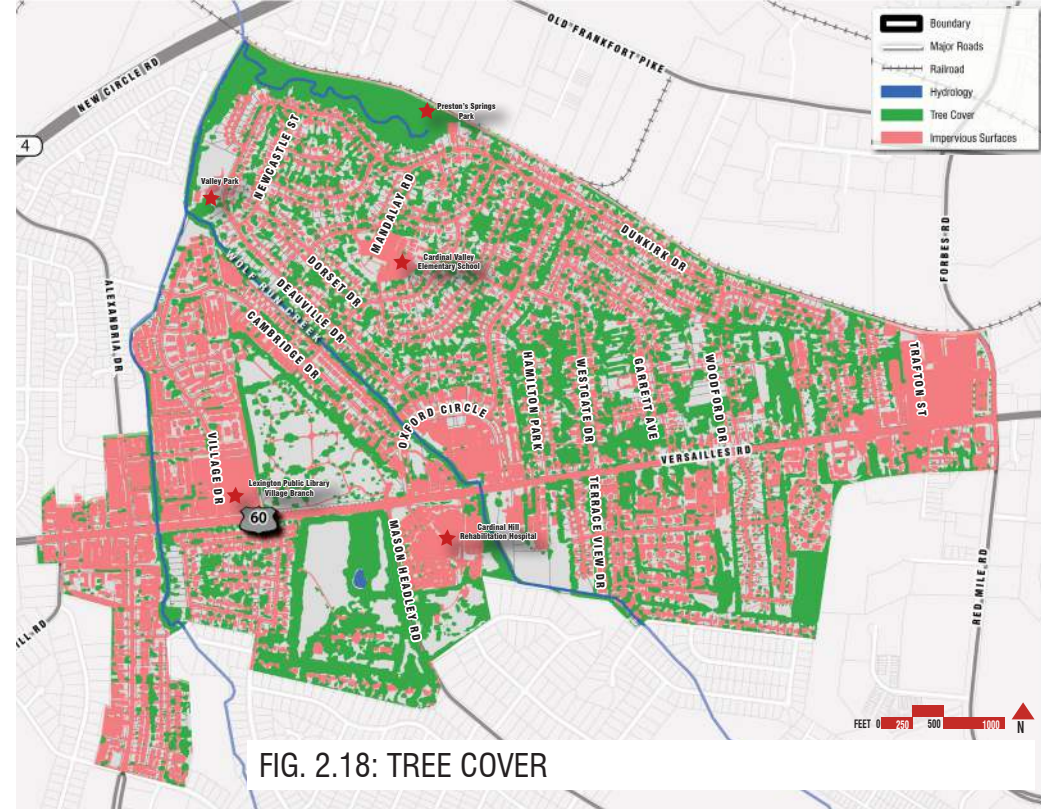 OLD FRANKFORT PIKE
NEW CIRCLE RD
4
Boundary
Major Roads
Railroad
Hydrology
Tree Cover
Impervious Surfaces
Preston's Springs
Park
NEWCASTLE ST
Valley Park
MANDALAY RD
Cardinal Valley
Elementary School
DUNKIRK DR
FORBES RD
WOLF RUN CREEK
DORSET DR
DEAUVILLE DR
CAMBRIDGE DR
ALEXANDRIA DR
OXFORD CIRCLE
HAMILTON PARK
WESTGATE DR
GARRETT AVE
WOODFORD DR
TRAFTON ST
VERSAILLES RD
VILLAGE DR
Lexington Public Library
Village Branch
60
MASON HEADLEY RD
Cardinal Hill
Rehabilitation Hospital
TERRACE VIEW DR
RED MILE RD
ILL RD
FEET 0 250 500 1000 N
FIG. 2.18: TREE COVER